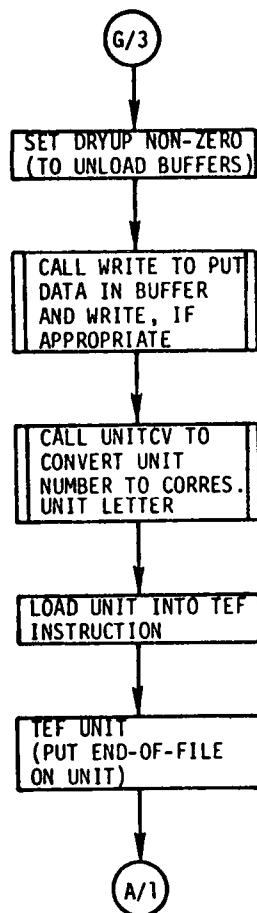 G/3
SET DRYUP NON-ZERO
(TO UNLOAD BUFFERS)
CALL WRITE TO PUT
DATA IN BUFFER
AND WRITE, IF
APPROPRIATE
CALL UNITCV TO
CONVERT UNIT
NUMBER TO CORRES.
UNIT LETTER
LOAD UNIT INTO TEF
INSTRUCTION
TEF UNIT
(PUT END-OF-FILE
ON UNIT)
A/1